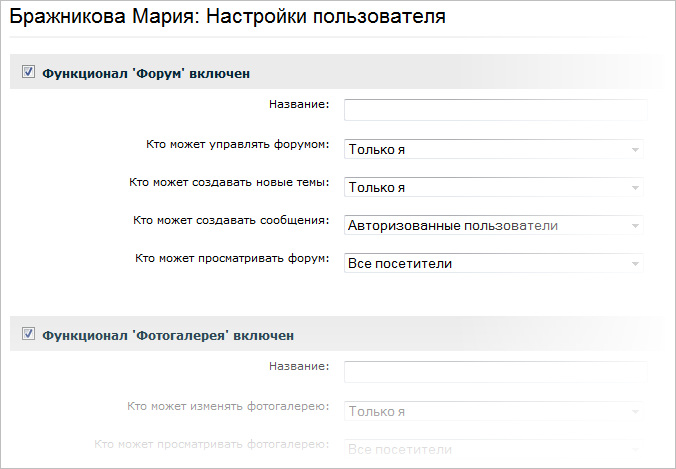 Бражникова Мария: Настройки пользователя
Функционал 'Форум' включен
Название:
Кто может управлять форумом: Только я
Кто может создавать новые темы: Только я
Кто может создавать сообщения: Авторизованные пользователи
Кто может просматривать форум: Все посетители
Функционал 'Фотогалерея' включен
Название:
Кто может изменять фотогалерею: Только я
Кто может просматривать фотогалерею: Все посетители